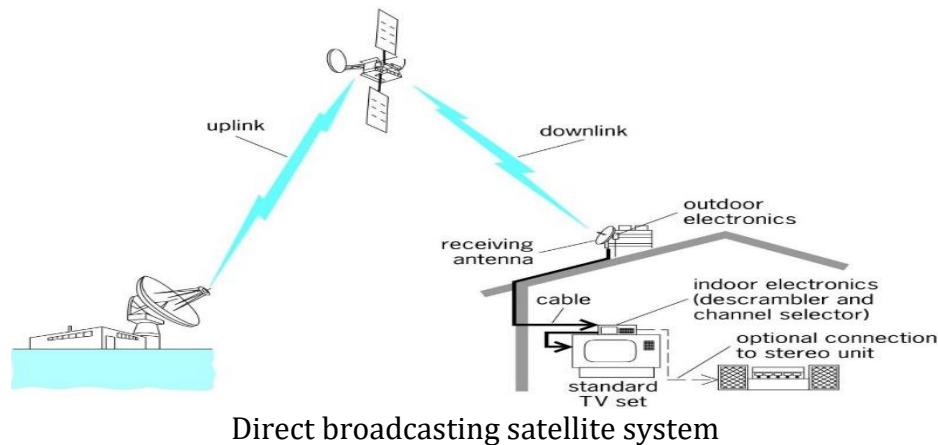 uplink
downlink
outdoor
electronics
receiving
antenna
indoor electronics
(descrambler and
channel selector)
cable
optional connection
to stereo unit
standard
TV set
Direct broadcasting satellite system